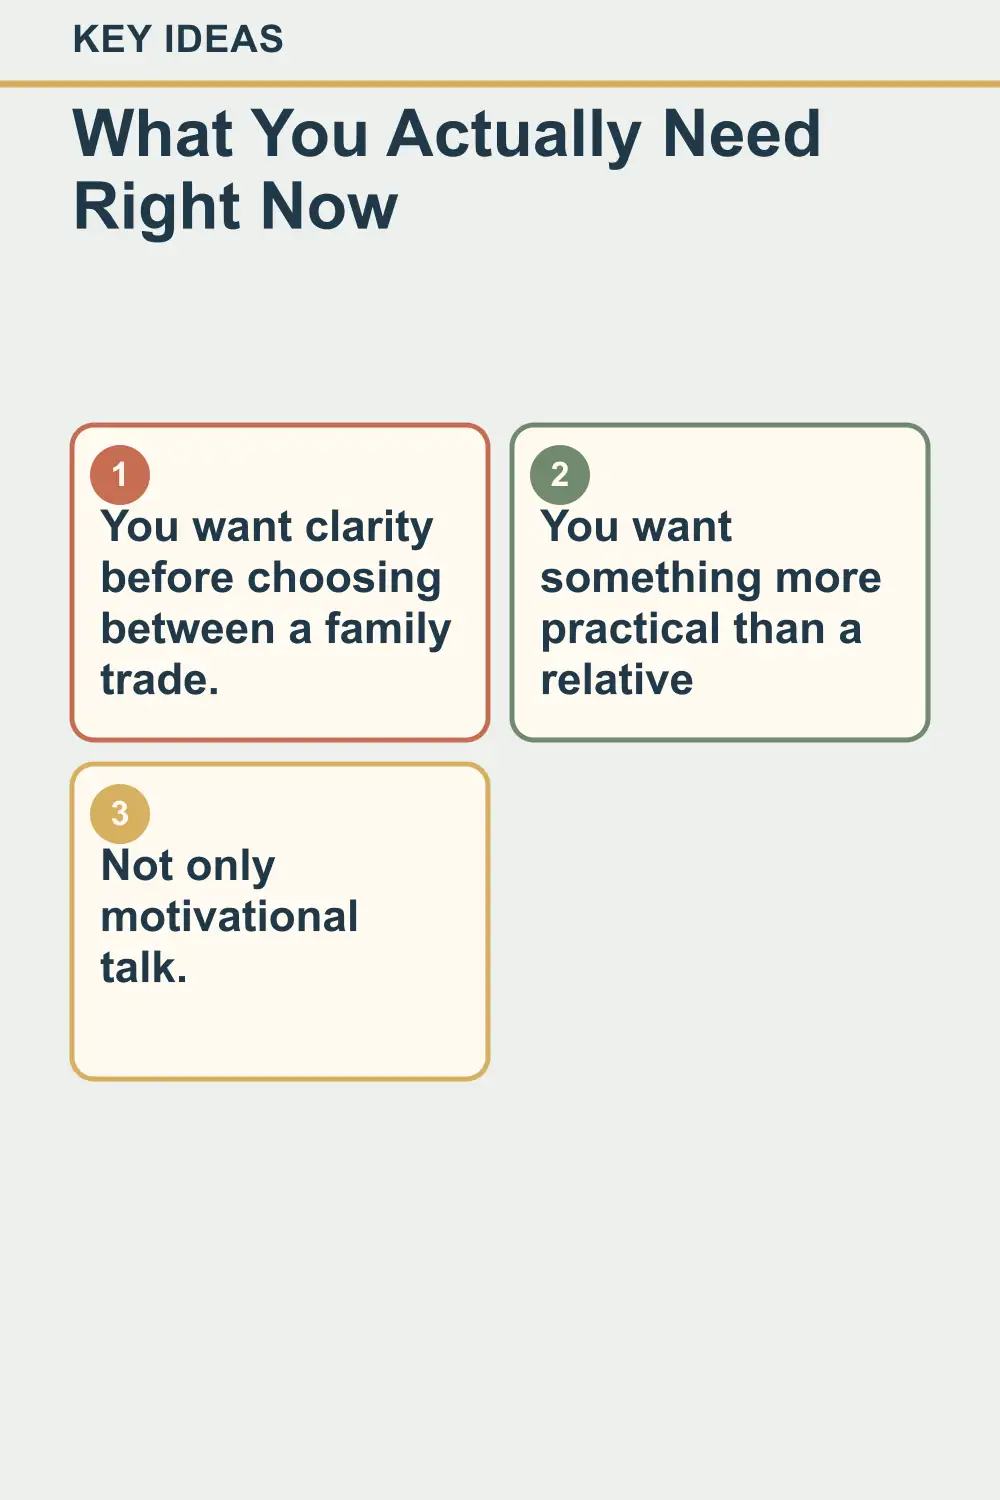 KEY IDEAS
What You Actually Need
Right Now
1
You want clarity
before choosing
between a family
trade.
2
You want
something more
practical than a
relative
3
Not only
motivational
talk.